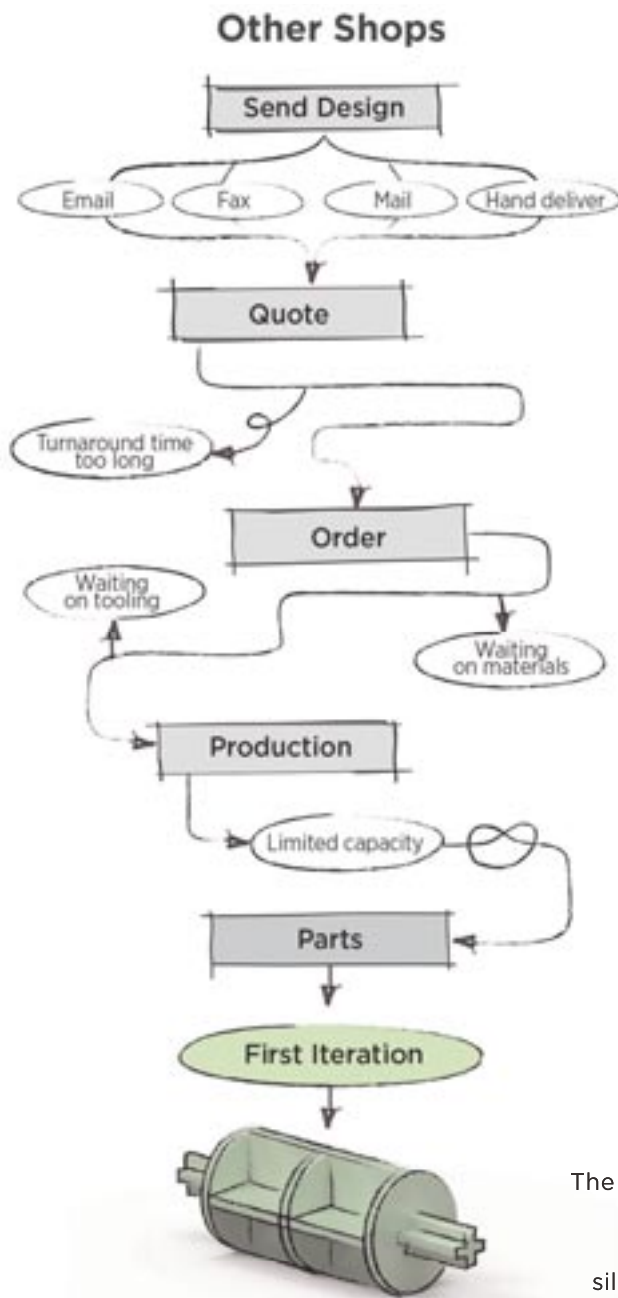 Other Shops
Send Design
Email Fax Mail Hand deliver
Quote
Turnaround time
too long
Order
Waiting
on tooling
Waiting
on materials
Production
Limited capacity
Parts
First Iteration
The
sil